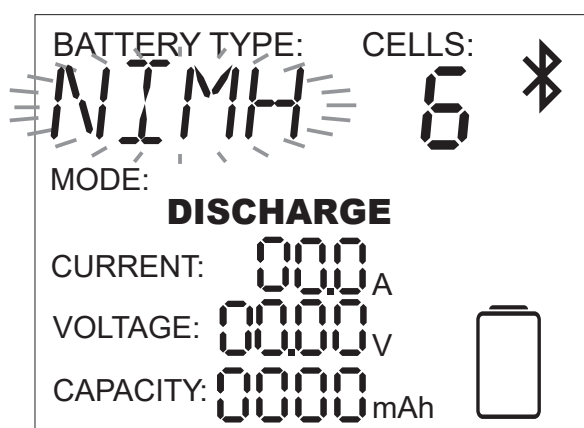 BATTERY TYPE: CELLS:
NIMH 6
MODE:
DISCHARGE
CURRENT: 00.0 A
VOLTAGE: 00.00 V
CAPACITY: 0000 mAh